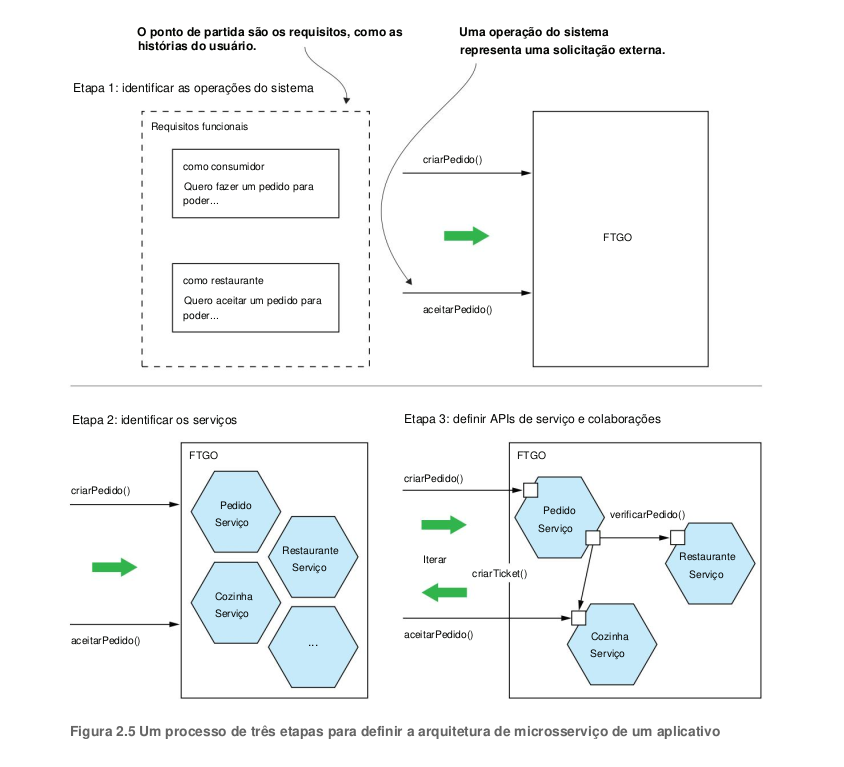 O ponto de partida são os requisitos, como as
histórias do usuário.
Uma operação do sistema
representa uma solicitação externa.
Etapa 1: identificar as operações do sistema
Requisitos funcionais
como consumidor
Quero fazer um pedido para
poder...
como restaurante
Quero aceitar um pedido para
poder...
criarPedido()
aceitarPedido()
FTGO
Etapa 2: identificar os serviços
FTGO
criarPedido()
aceitarPedido()
Pedido
Serviço
Restaurante
Serviço
Cozinha
Serviço
...
Etapa 3: definir APIs de serviço e colaborações
FTGO
criarPedido()
Iterar
aceitarPedido()
Pedido
Serviço
verificarPedido()
Restaurante
Serviço
criarTicket()
Cozinha
Serviço
Figura 2.5 Um processo de três etapas para definir a arquitetura de microsserviço de um aplicativo